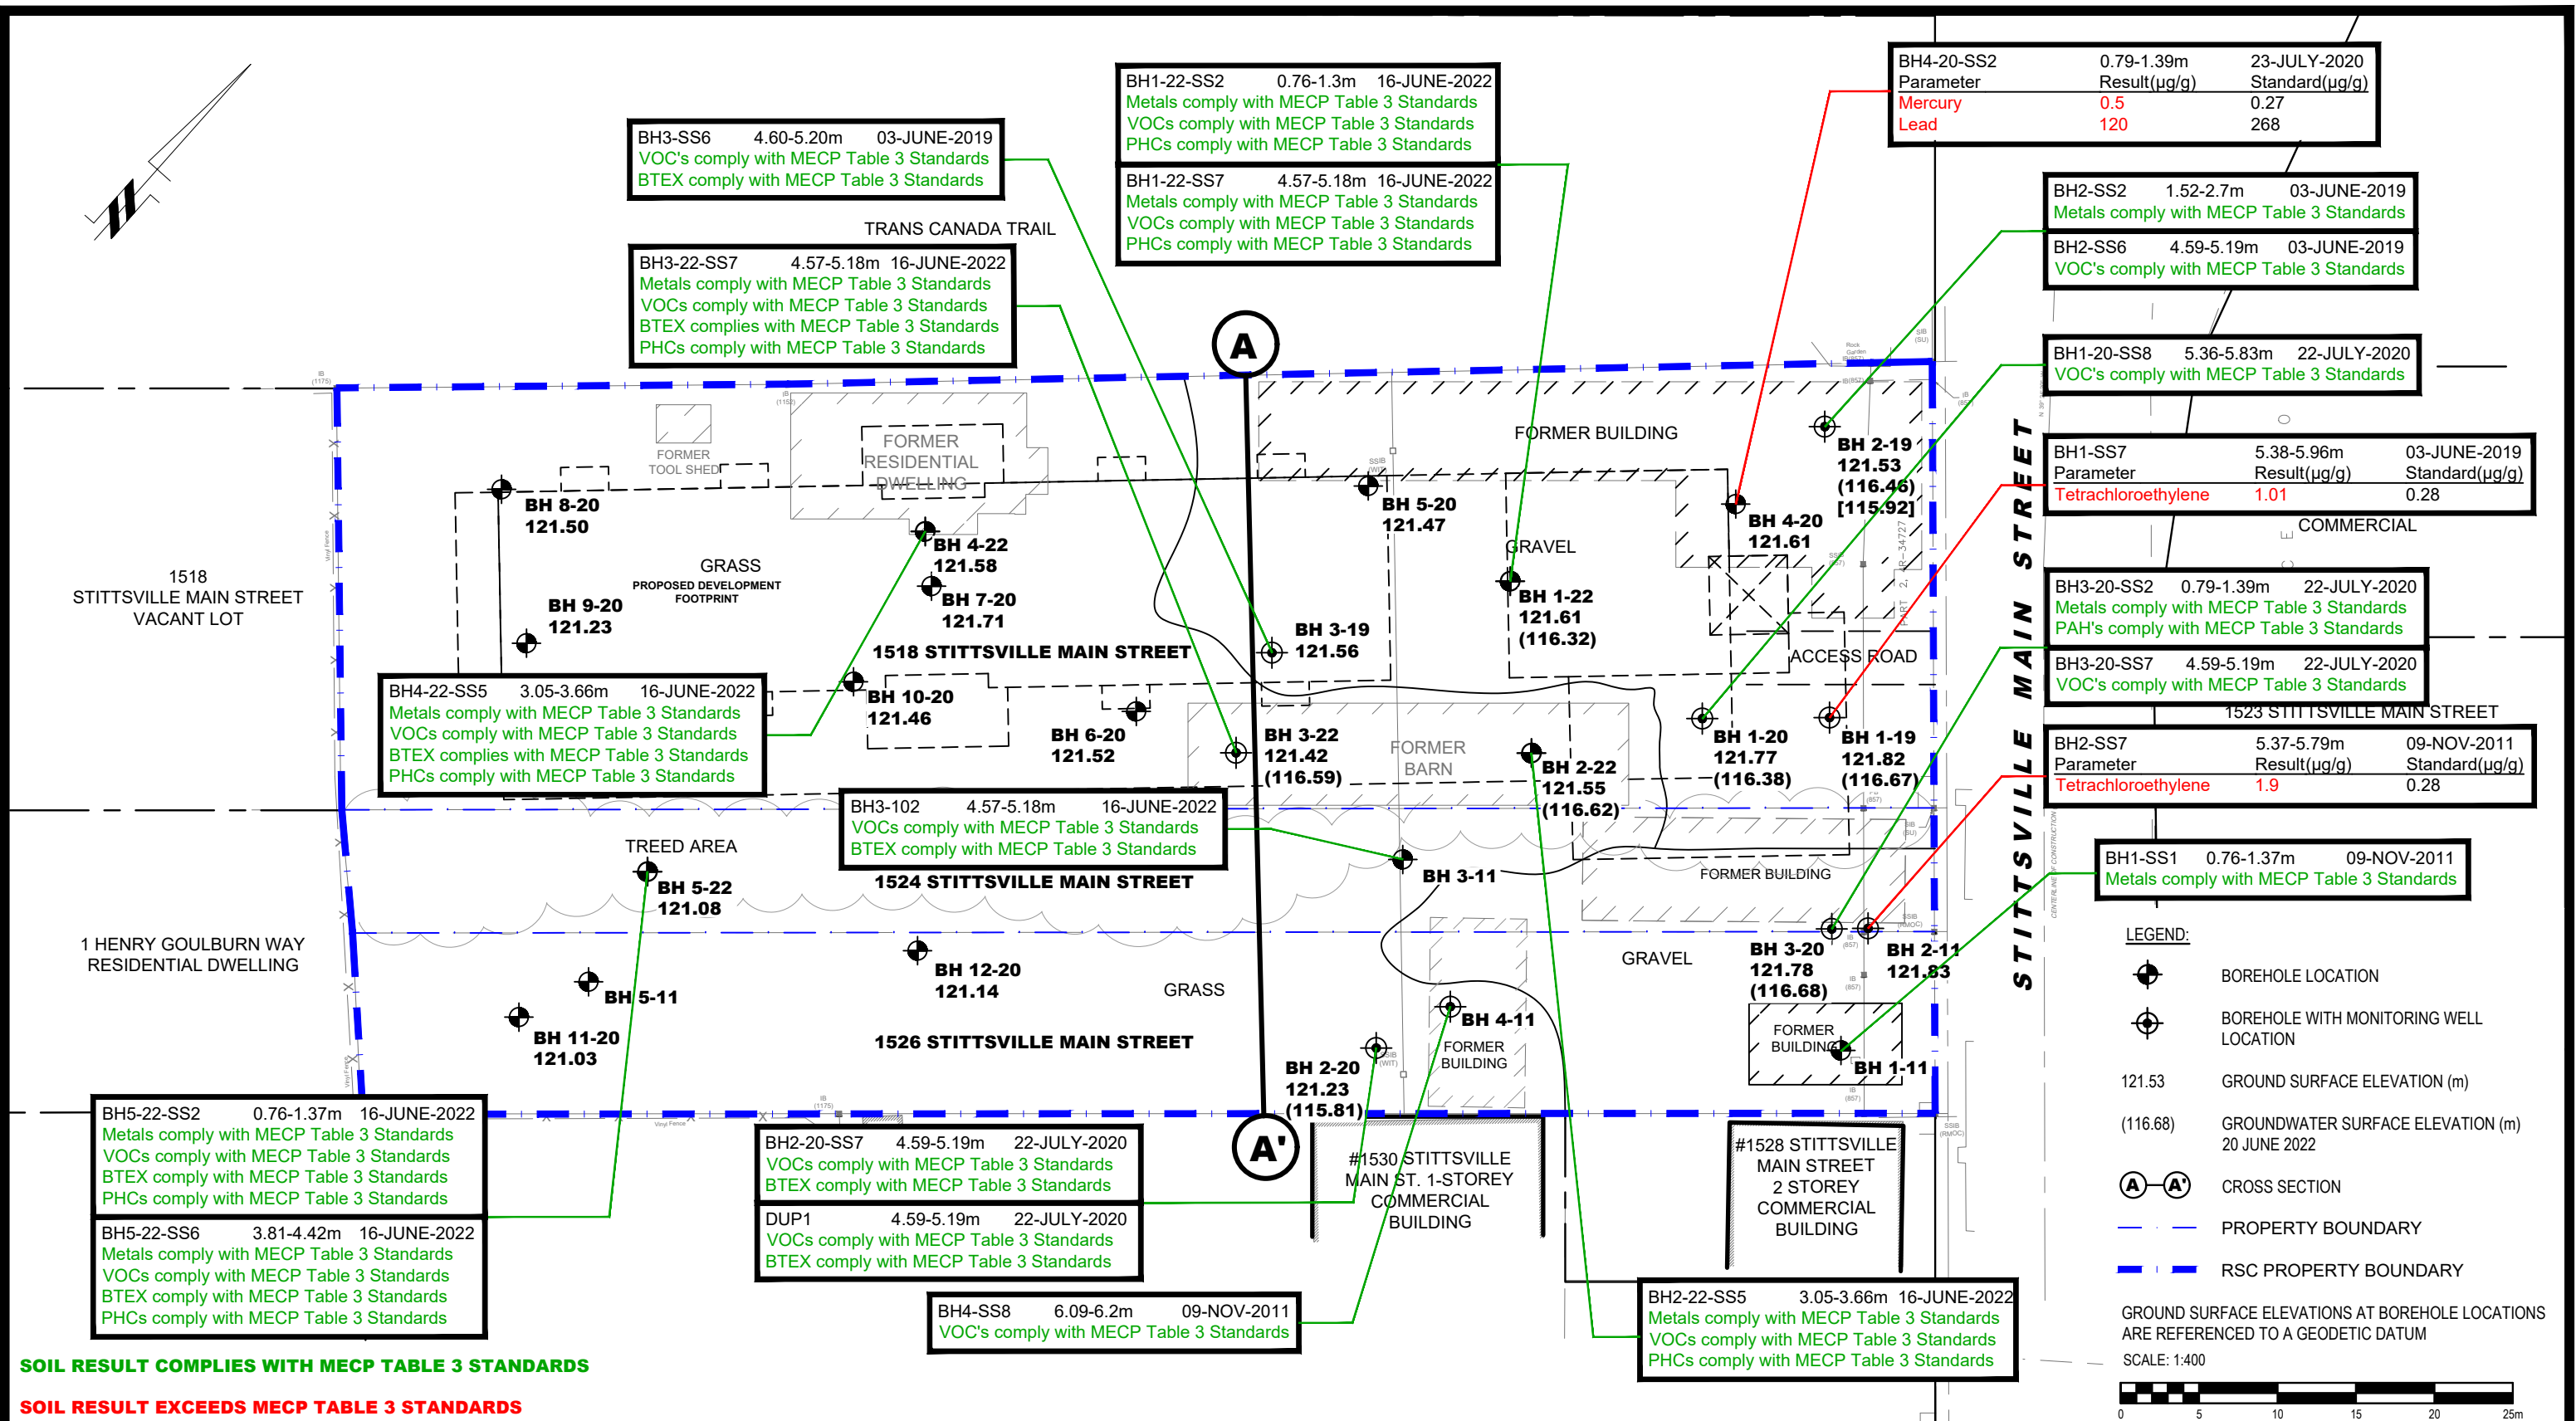 BH4-20-SS2 0.79-1.39m 23-JULY-2020
Parameter Result(µg/g) Standard(µg/g)
Mercury 0.5 0.27
Lead 120 268
BH1-22-SS2 0.76-1.3m 16-JUNE-2022
Metals comply with MECP Table 3 Standards
VOCs comply with MECP Table 3 Standards
PHCs comply with MECP Table 3 Standards
BH1-22-SS7 4.57-5.18m 16-JUNE-2022
Metals comply with MECP Table 3 Standards
VOCs comply with MECP Table 3 Standards
PHCs comply with MECP Table 3 Standards
BH3-SS6 4.60-5.20m 03-JUNE-2019
VOC's comply with MECP Table 3 Standards
BTEX comply with MECP Table 3 Standards
TRANS CANADA TRAIL
BH3-22-SS7 4.57-5.18m 16-JUNE-2022
Metals comply with MECP Table 3 Standards
VOCs comply with MECP Table 3 Standards
BTEX complies with MECP Table 3 Standards
PHCs comply with MECP Table 3 Standards
BH2-SS2 1.52-2.7m 03-JUNE-2019
Metals comply with MECP Table 3 Standards
BH2-SS6 4.59-5.19m 03-JUNE-2019
VOC's comply with MECP Table 3 Standards
BH1-20-SS8 5.36-5.83m 22-JULY-2020
VOC's comply with MECP Table 3 Standards
BH1-SS7 5.38-5.96m 03-JUNE-2019
Parameter Result(µg/g) Standard(µg/g)
Tetrachloroethylene 1.01 0.28
COMMERCIAL
BH3-20-SS2 0.79-1.39m 22-JULY-2020
Metals comply with MECP Table 3 Standards
PAH's comply with MECP Table 3 Standards
BH3-20-SS7 4.59-5.19m 22-JULY-2020
VOC's comply with MECP Table 3 Standards
1523 STITTSVILLE MAIN STREET
BH2-SS7 5.37-5.79m 09-NOV-2011
Parameter Result(µg/g) Standard(µg/g)
Tetrachloroethylene 1.9 0.28
BH1-SS1 0.76-1.37m 09-NOV-2011
Metals comply with MECP Table 3 Standards
STITTSVILLE MAIN STREET
A
IB
(1175)
Rock
Garden
SIB
(SU)
FORMER
TOOL SHED
FORMER
RESIDENTIAL
DWELLING
FORMER BUILDING
BH 2-19
121.53
(116.46)
[115.92]
BH 8-20
121.50
BH 4-22
121.58
BH 5-20
121.47
BH 4-20
121.61
GRAVEL
GRASS
PROPOSED DEVELOPMENT
FOOTPRINT
1518
STITTSVILLE MAIN STREET
VACANT LOT
BH 9-20
121.23
BH 7-20
121.71
BH 1-22
121.61
(116.32)
BH 3-19
121.56
1518 STITTSVILLE MAIN STREET
ACCESS ROAD
BH4-22-SS5 3.05-3.66m 16-JUNE-2022
Metals comply with MECP Table 3 Standards
VOCs comply with MECP Table 3 Standards
BTEX complies with MECP Table 3 Standards
PHCs comply with MECP Table 3 Standards
BH 10-20
121.46
BH 6-20
121.52
BH 3-22
121.42
(116.59)
FORMER
BARN
BH 2-22
121.55
(116.62)
BH 1-20
121.77
(116.38)
BH 1-19
121.82
(116.67)
BH3-102 4.57-5.18m 16-JUNE-2022
VOCs comply with MECP Table 3 Standards
BTEX comply with MECP Table 3 Standards
TREED AREA
BH 5-22
121.08
1524 STITTSVILLE MAIN STREET
BH 3-11
FORMER BUILDING
1 HENRY GOULBURN WAY
RESIDENTIAL DWELLING
BH 12-20
121.14
GRASS
GRAVEL
BH 3-20
121.78
(116.68)
BH 2-11
121.83
BH 5-11
BH 11-20
121.03
1526 STITTSVILLE MAIN STREET
BH 4-11
FORMER
BUILDING
FORMER
BUILDING
BH 1-11
BH 2-20
121.23
(115.81)
Vinyl Fence
A'
BH5-22-SS2 0.76-1.37m 16-JUNE-2022
Metals comply with MECP Table 3 Standards
VOCs comply with MECP Table 3 Standards
BTEX comply with MECP Table 3 Standards
PHCs comply with MECP Table 3 Standards
BH5-22-SS6 3.81-4.42m 16-JUNE-2022
Metals comply with MECP Table 3 Standards
VOCs comply with MECP Table 3 Standards
BTEX comply with MECP Table 3 Standards
PHCs comply with MECP Table 3 Standards
BH2-20-SS7 4.59-5.19m 22-JULY-2020
VOCs comply with MECP Table 3 Standards
BTEX comply with MECP Table 3 Standards
DUP1 4.59-5.19m 22-JULY-2020
VOCs comply with MECP Table 3 Standards
BTEX comply with MECP Table 3 Standards
BH4-SS8 6.09-6.2m 09-NOV-2011
VOC's comply with MECP Table 3 Standards
#1530 STITTSVILLE
MAIN ST. 1-STOREY
COMMERCIAL
BUILDING
#1528 STITTSVILLE
MAIN STREET
2 STOREY
COMMERCIAL
BUILDING
BH2-22-SS5 3.05-3.66m 16-JUNE-2022
Metals comply with MECP Table 3 Standards
VOCs comply with MECP Table 3 Standards
PHCs comply with MECP Table 3 Standards
LEGEND:
BOREHOLE LOCATION
BOREHOLE WITH MONITORING WELL
LOCATION
121.53 GROUND SURFACE ELEVATION (m)
(116.68) GROUNDWATER SURFACE ELEVATION (m)
20 JUNE 2022
A A' CROSS SECTION
PROPERTY BOUNDARY
RSC PROPERTY BOUNDARY
GROUND SURFACE ELEVATIONS AT BOREHOLE LOCATIONS
ARE REFERENCED TO A GEODETIC DATUM
SCALE: 1:400
0 5 10 15 20 25m
SOIL RESULT COMPLIES WITH MECP TABLE 3 STANDARDS
SOIL RESULT EXCEEDS MECP TABLE 3 STANDARDS